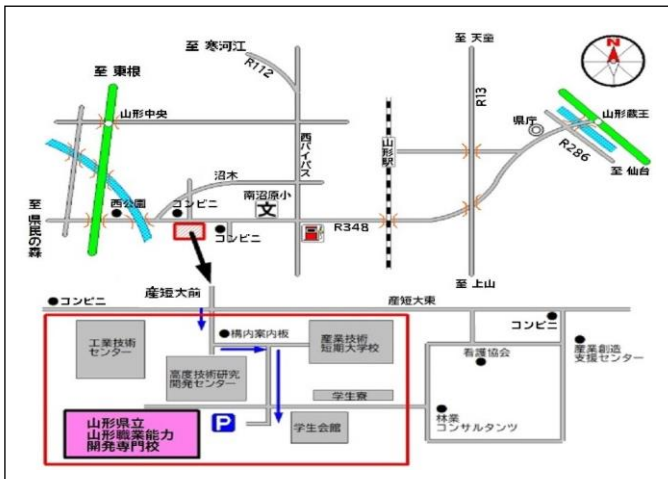 至 天童
至 寒河江
R112
N
至 東根
山形中央
R13
西バイパス
山形駅
県庁
山形蔵王
R286
至 仙台
沼木
南沼原小
文
至
県民の森
西公園
コンビニ
コンビニ
R348
至 上山
産短大前
コンビニ
産短大東
コンビニ
工業技術
センター
構内案内板
産業技術
短期大学校
看護協会
産業創造
支援センター
高度技術研究
開発センター
学生寮
山形県立
山形職業能力
開発専門校
P
学生会館
林業
コンサルタンツ